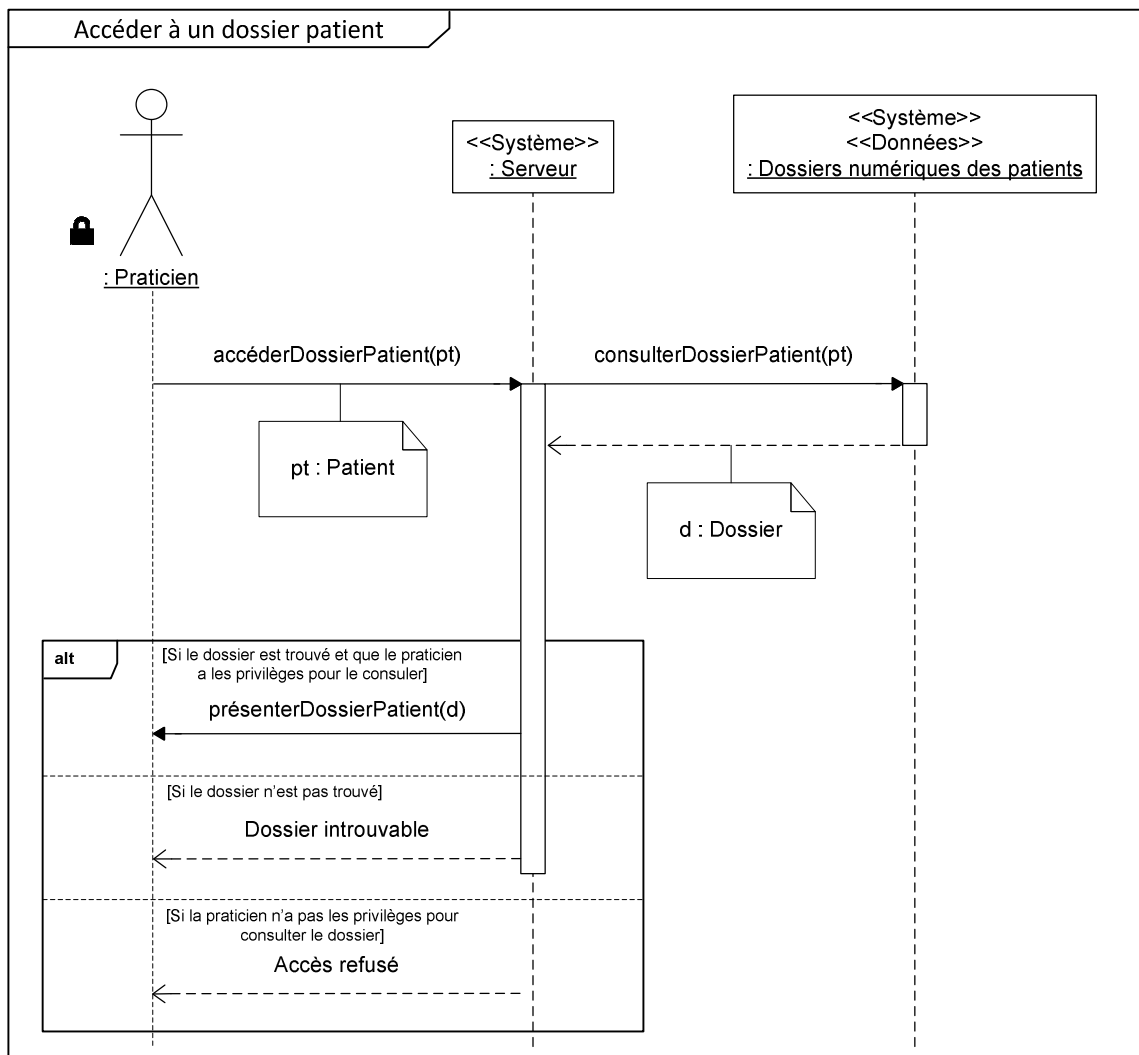 Accéder à un dossier patient
<<Système>>
: Serveur
<<Système>>
<<Données>>
: Dossiers numériques des patients
: Praticien
accéderDossierPatient(pt)
consulterDossierPatient(pt)
pt : Patient
d : Dossier
alt
[Si le dossier est trouvé et que le praticien
a les privilèges pour le consuler]
présenterDossierPatient(d)
[Si le dossier n'est pas trouvé]
Dossier introuvable
[Si la praticien n'a pas les privilèges pour
consulter le dossier]
Accès refusé